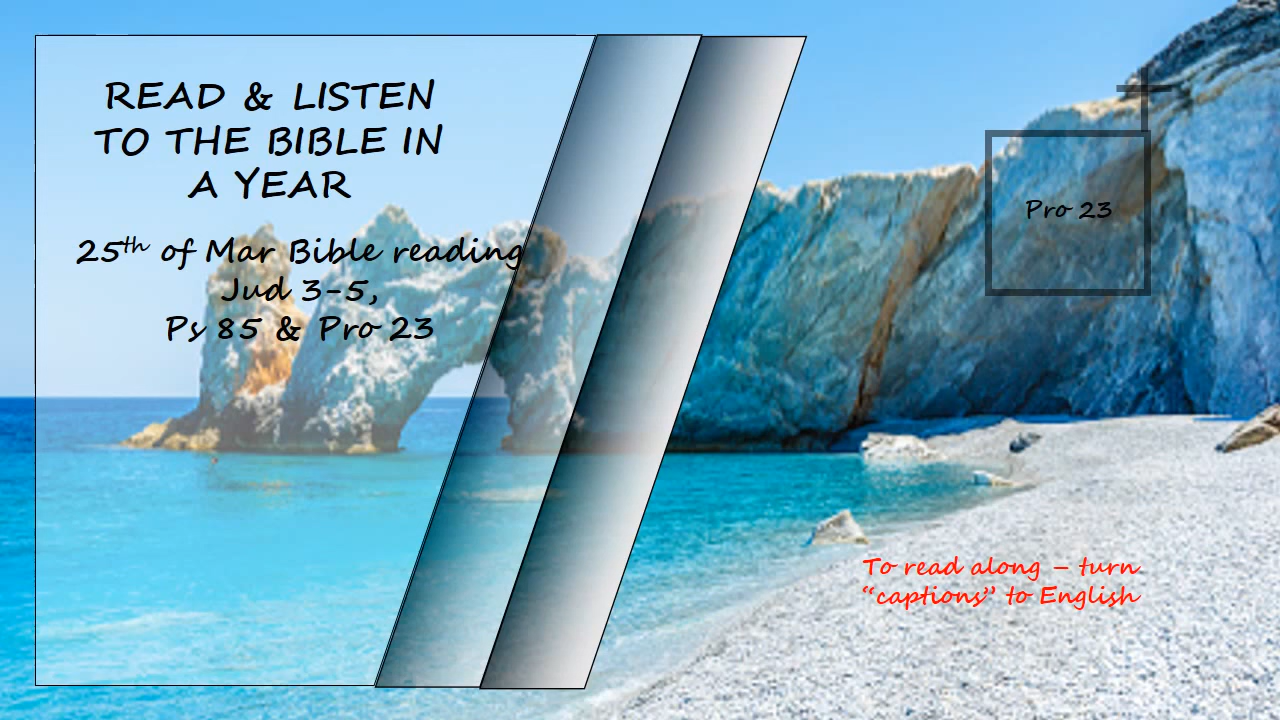 READ & LISTEN
TO THE BIBLE IN
A YEAR
25th of Mar Bible reading
Jud 3-5,
Ps 85 & Pro 23
Pro 23
To read along – turn
“captions” to English